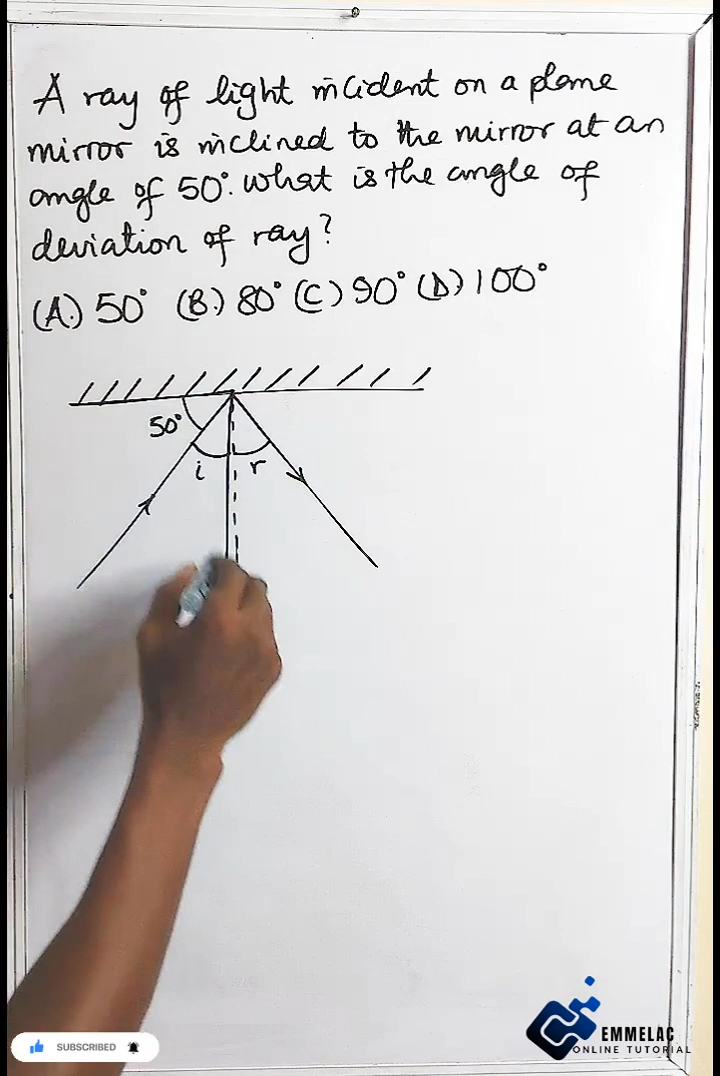 A ray of light incident on a plane
mirror is inclined to the mirror at an
angle of 50°. what is the angle of
deviation of ray?
(A.) 50° (B.) 80° (C.) 90° (D.) 100°
50°
i r
SUBSCRIBED
EMMELAC
ONLINE TUTORIAL